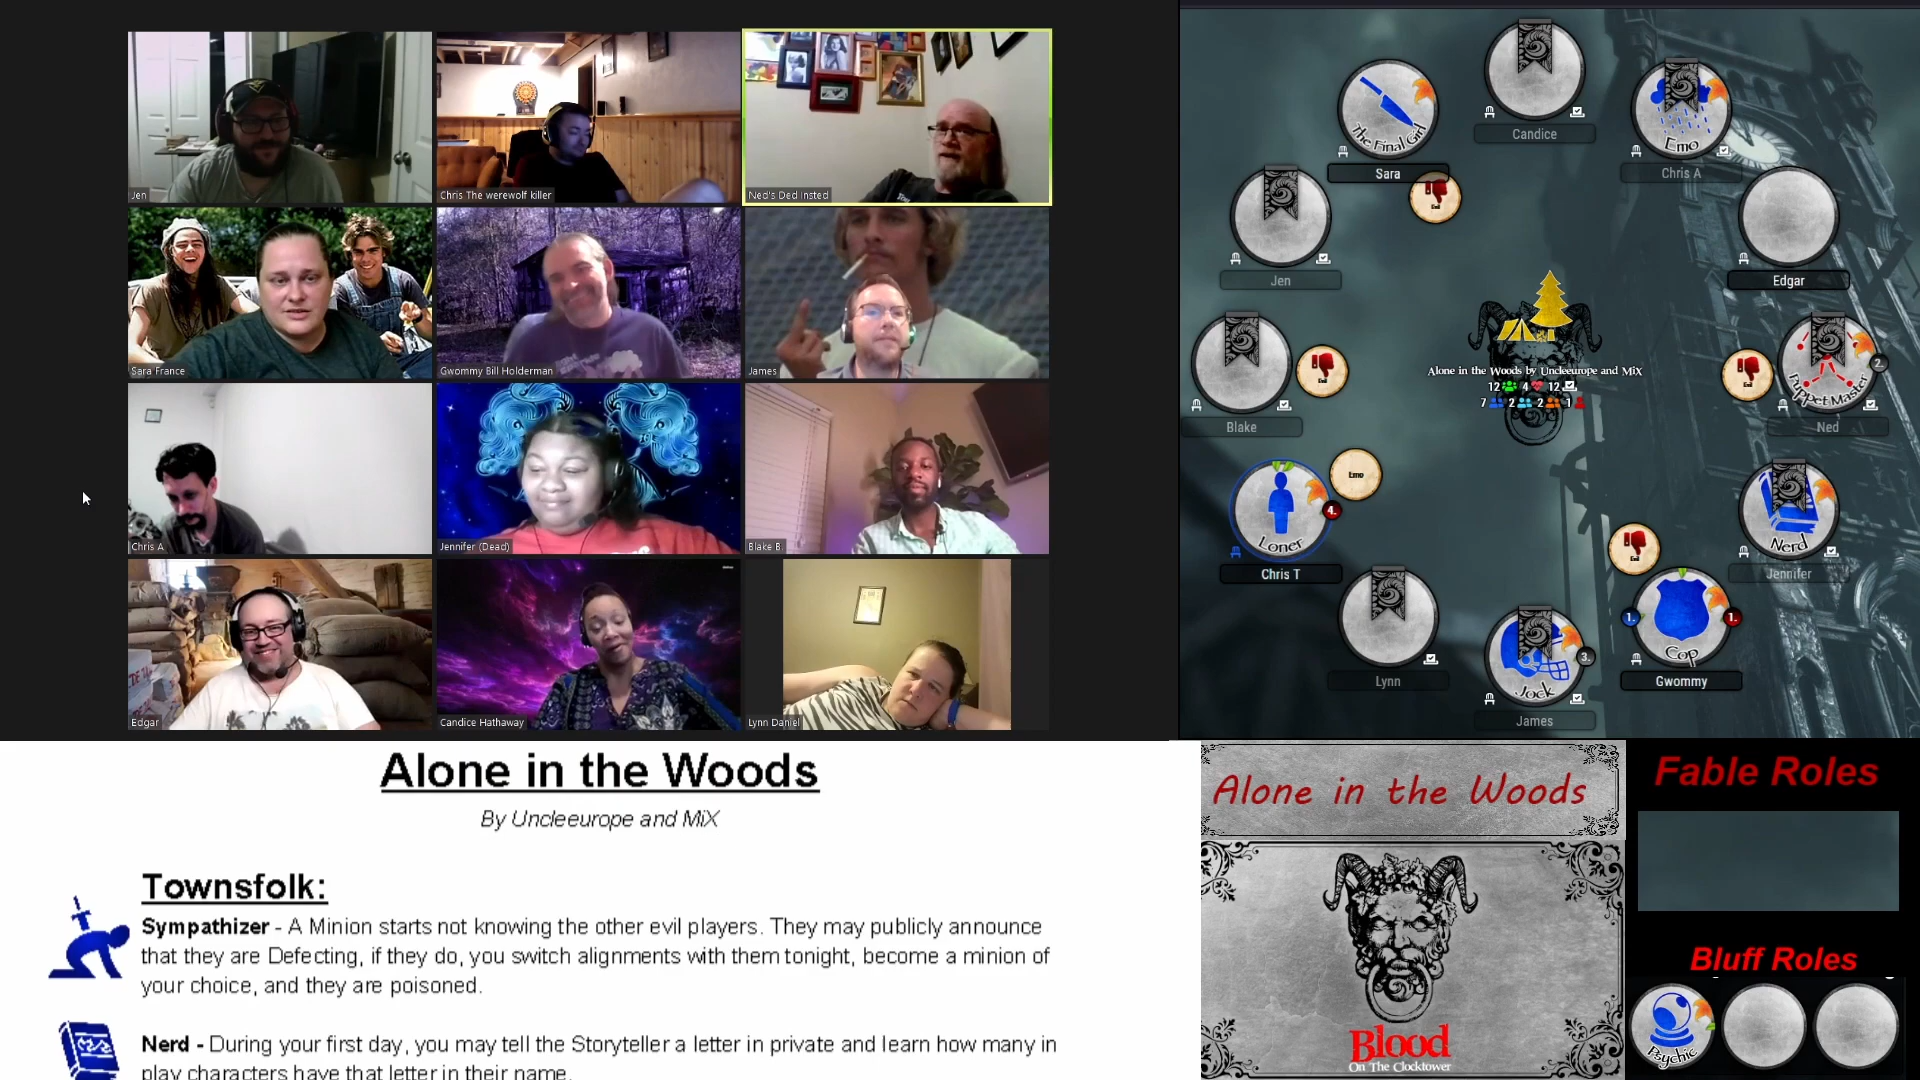 Jen
Chris The werewolf killer
Ned's Ded insted
Sara France
Gwommy Bill Holderman
James
Chris A
Jennifer (Dead)
Blake B.
Edgar
Candice Hathaway
Lynn Daniel
Candice
The Final Girl
Sara
Emo
Chris A
Jen
Edgar
Blake
Alone in the Woods by Uncleeurope and MiX
12 4 12
7 2 2 1
Puppet Master
2.
Ned
Emo
4.
Loner
Chris T
Nerd
Jennifer
Lynn
Jock
3.
James
1.
1.
Cop
Gwommy
Alone in the Woods
By Uncleeurope and MiX
Townsfolk:
Sympathizer - A Minion starts not knowing the other evil players. They may publicly announce
that they are Defecting, if they do, you switch alignments with them tonight, become a minion of
your choice, and they are poisoned.
Nerd - During your first day, you may tell the Storyteller a letter in private and learn how many in
play characters have that letter in their name.
Alone in the Woods
Blood
On The Clocktower
Fable Roles
Bluff Roles
Psychic